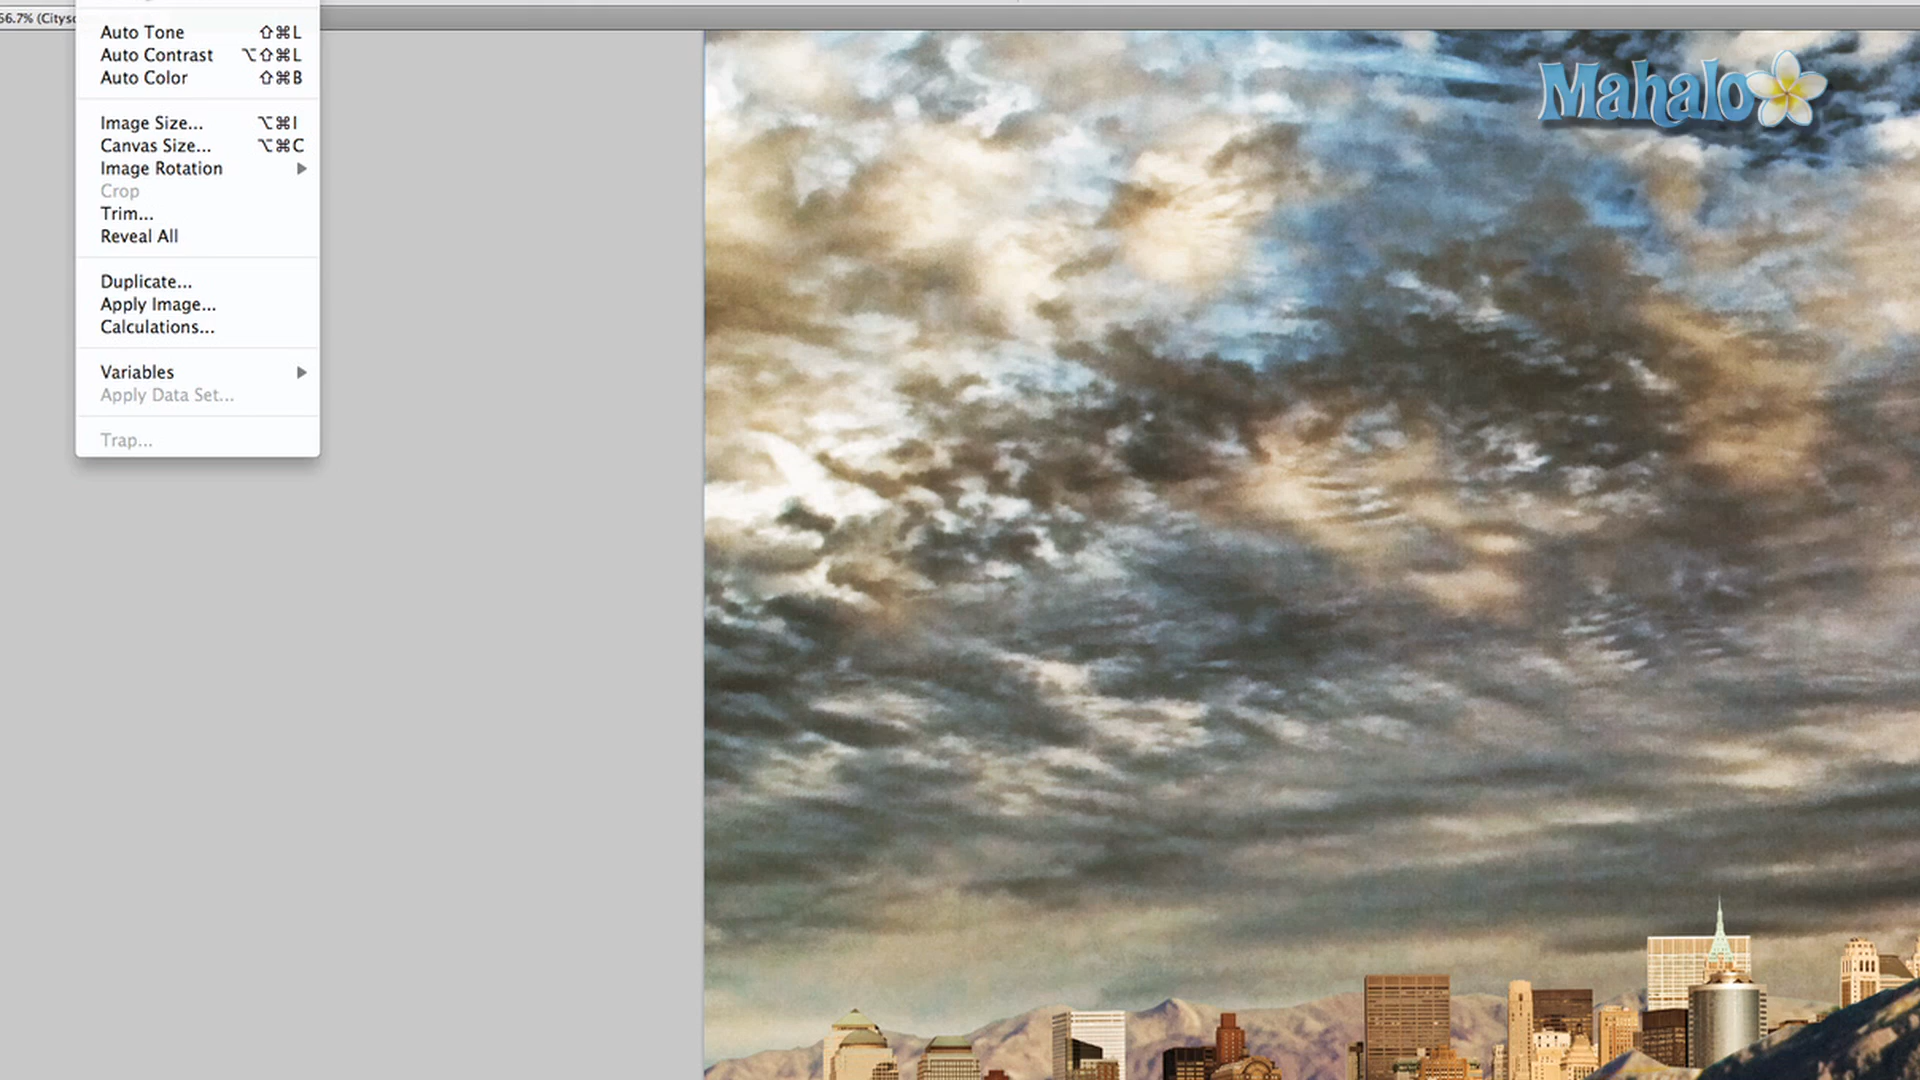 66.7% (Citysc
Auto Tone ⇧⌘L
Auto Contrast ⌥⇧⌘L
Auto Color ⇧⌘B
Image Size... ⌥⌘I
Canvas Size... ⌥⌘C
Image Rotation
Crop
Trim...
Reveal All
Duplicate...
Apply Image...
Calculations...
Variables
Apply Data Set...
Trap...
Mahalo